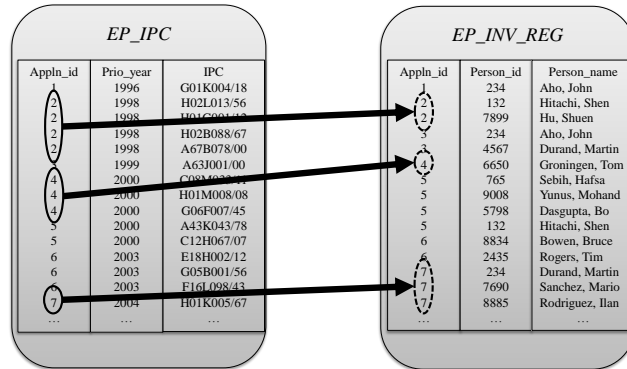 EP_IPC
Appln_id Prio_year IPC
1 1996 G01K004/18
2 1998 H02L013/56
2 1998
2 1998 H02B088/67
2 1998 A67B078/00
1999 A63J001/00
4 2000
4 2000 H01M008/08
4 2000 G06F007/45
5 2000 A43K043/78
5 2000 C12H067/07
6 2003 E18H002/12
6 2003 G05B001/56
6 2003 F16L098/43
7 2004 H01K005/67
… … …
EP_INV_REG
Appln_id Person_id Person_name
1 234 Aho, John
2 132 Hitachi, Shen
2 7899 Hu, Shuen
3 234 Aho, John
3 4567 Durand, Martin
4 6650 Groningen, Tom
5 765 Sebih, Hafsa
5 9008 Yunus, Mohand
5 5798 Dasgupta, Bo
5 132 Hitachi, Shen
6 8834 Bowen, Bruce
6 2435 Rogers, Tim
7 234 Durand, Martin
7 7690 Sanchez, Mario
7 8885 Rodriguez, Ilan
… … …